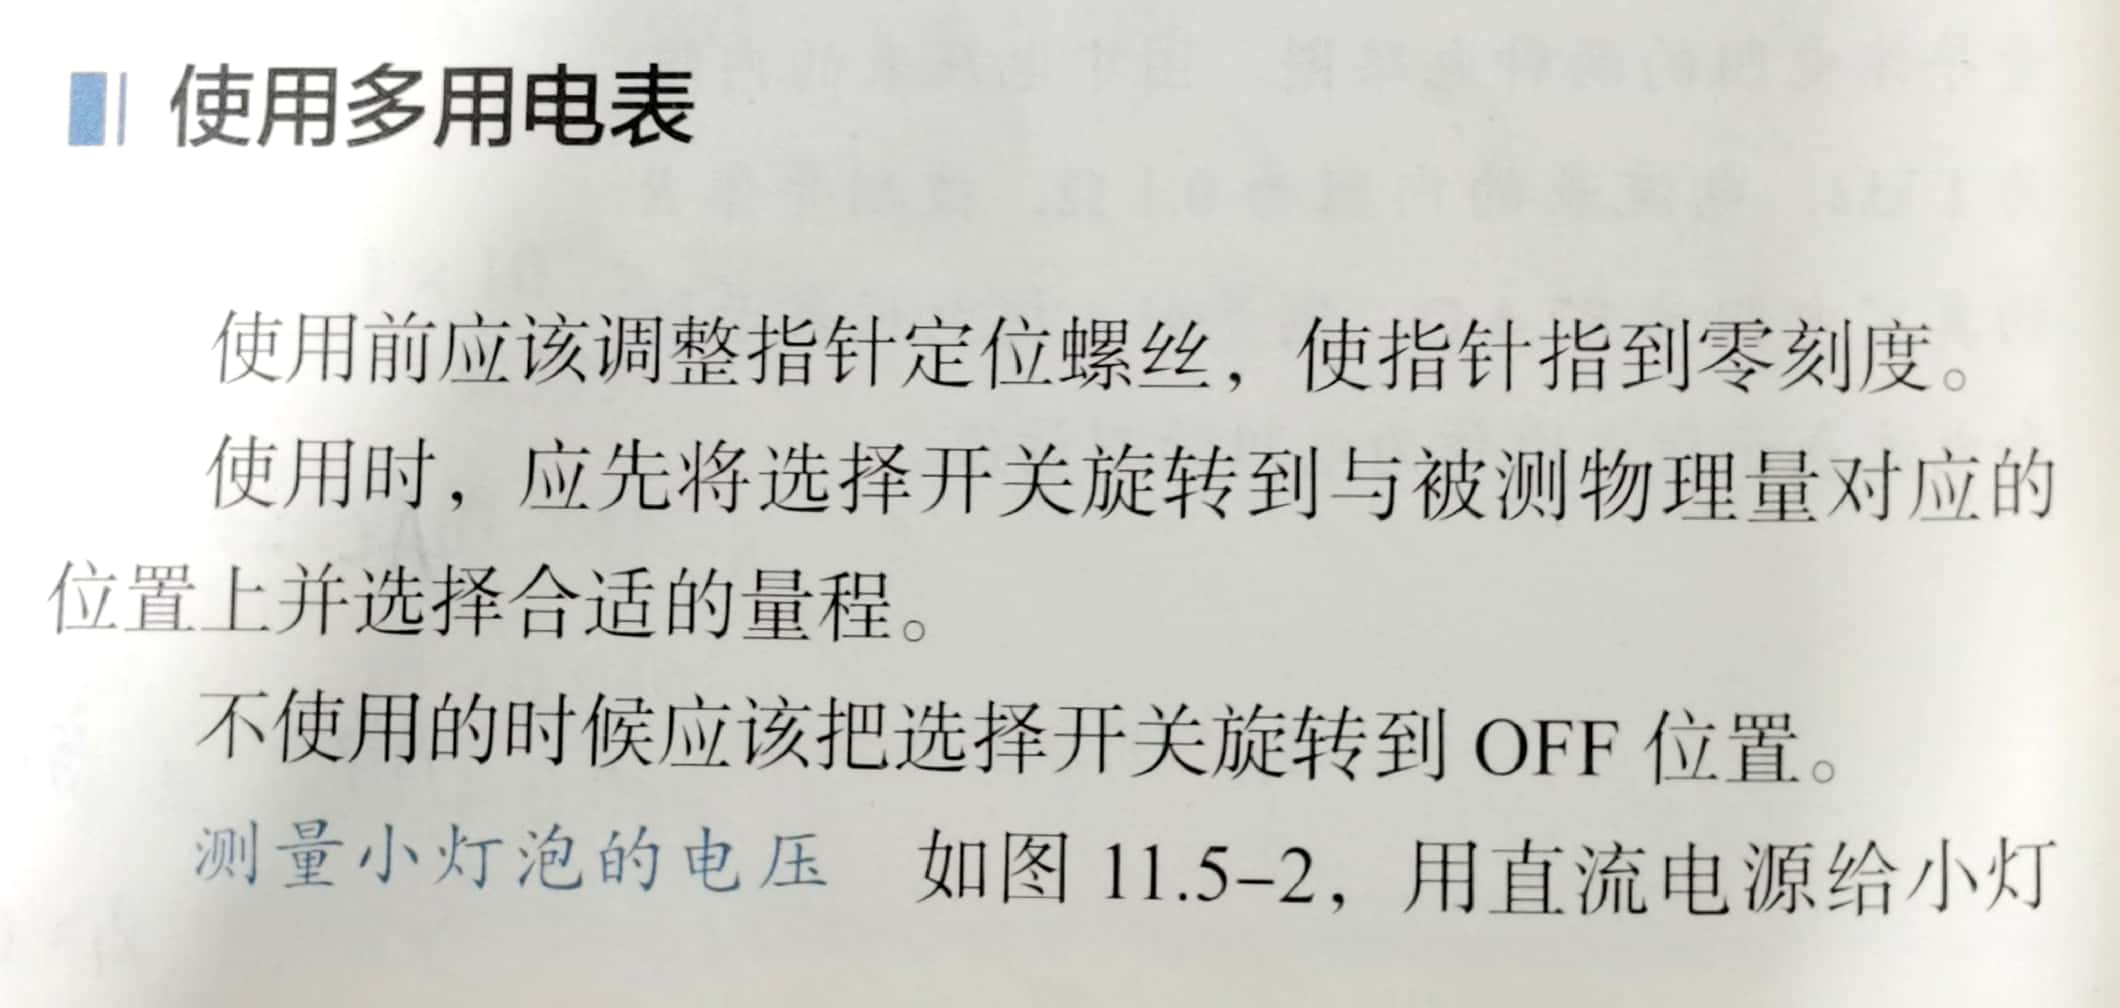 使用多用电表
使用前应该调整指针定位螺丝，使指针指到零刻度。
使用时，应先将选择开关旋转到与被测物理量对应的
位置上并选择合适的量程。
不使用的时候应该把选择开关旋转到 OFF 位置。
测量小灯泡的电压 如图 11.5-2，用直流电源给小灯